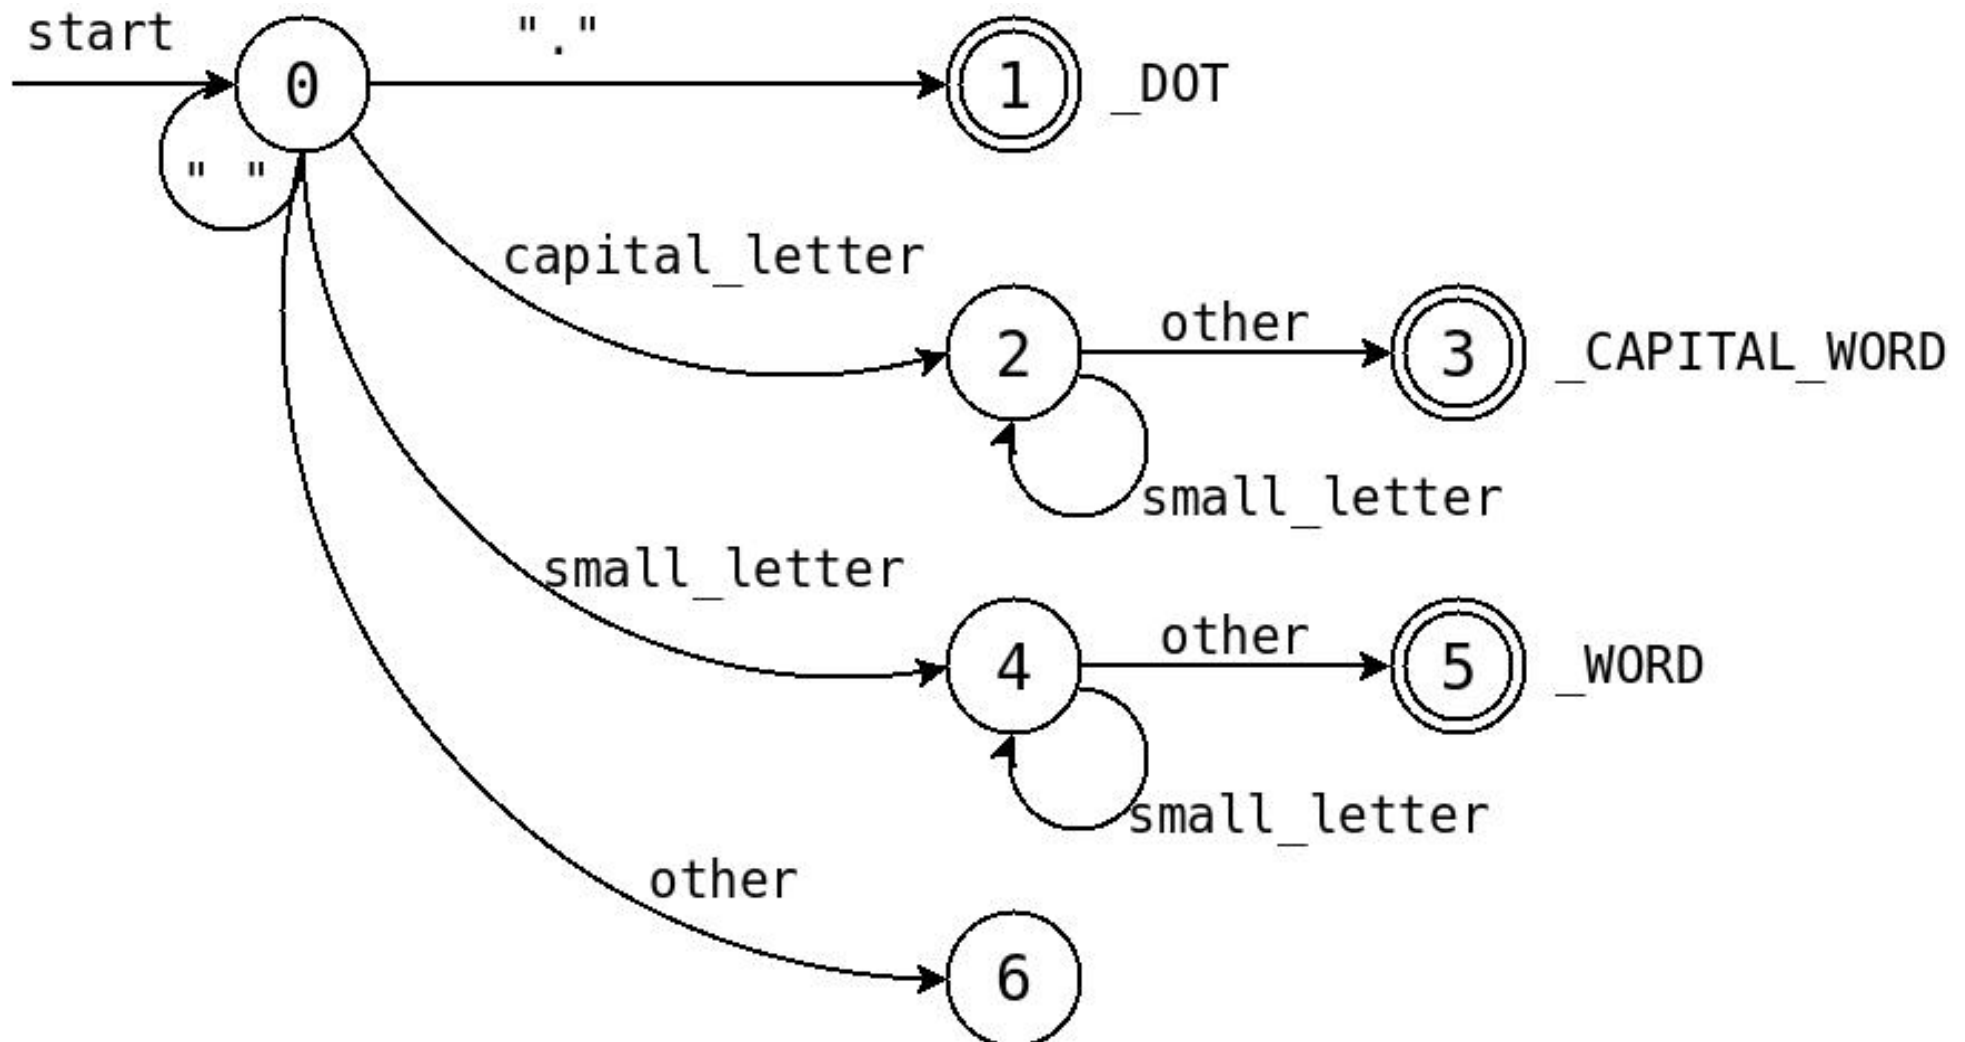 start
"."
0
1
_DOT
" "
capital_letter
other
2
3
_CAPITAL_WORD
small_letter
small_letter
other
4
5
_WORD
small_letter
other
6